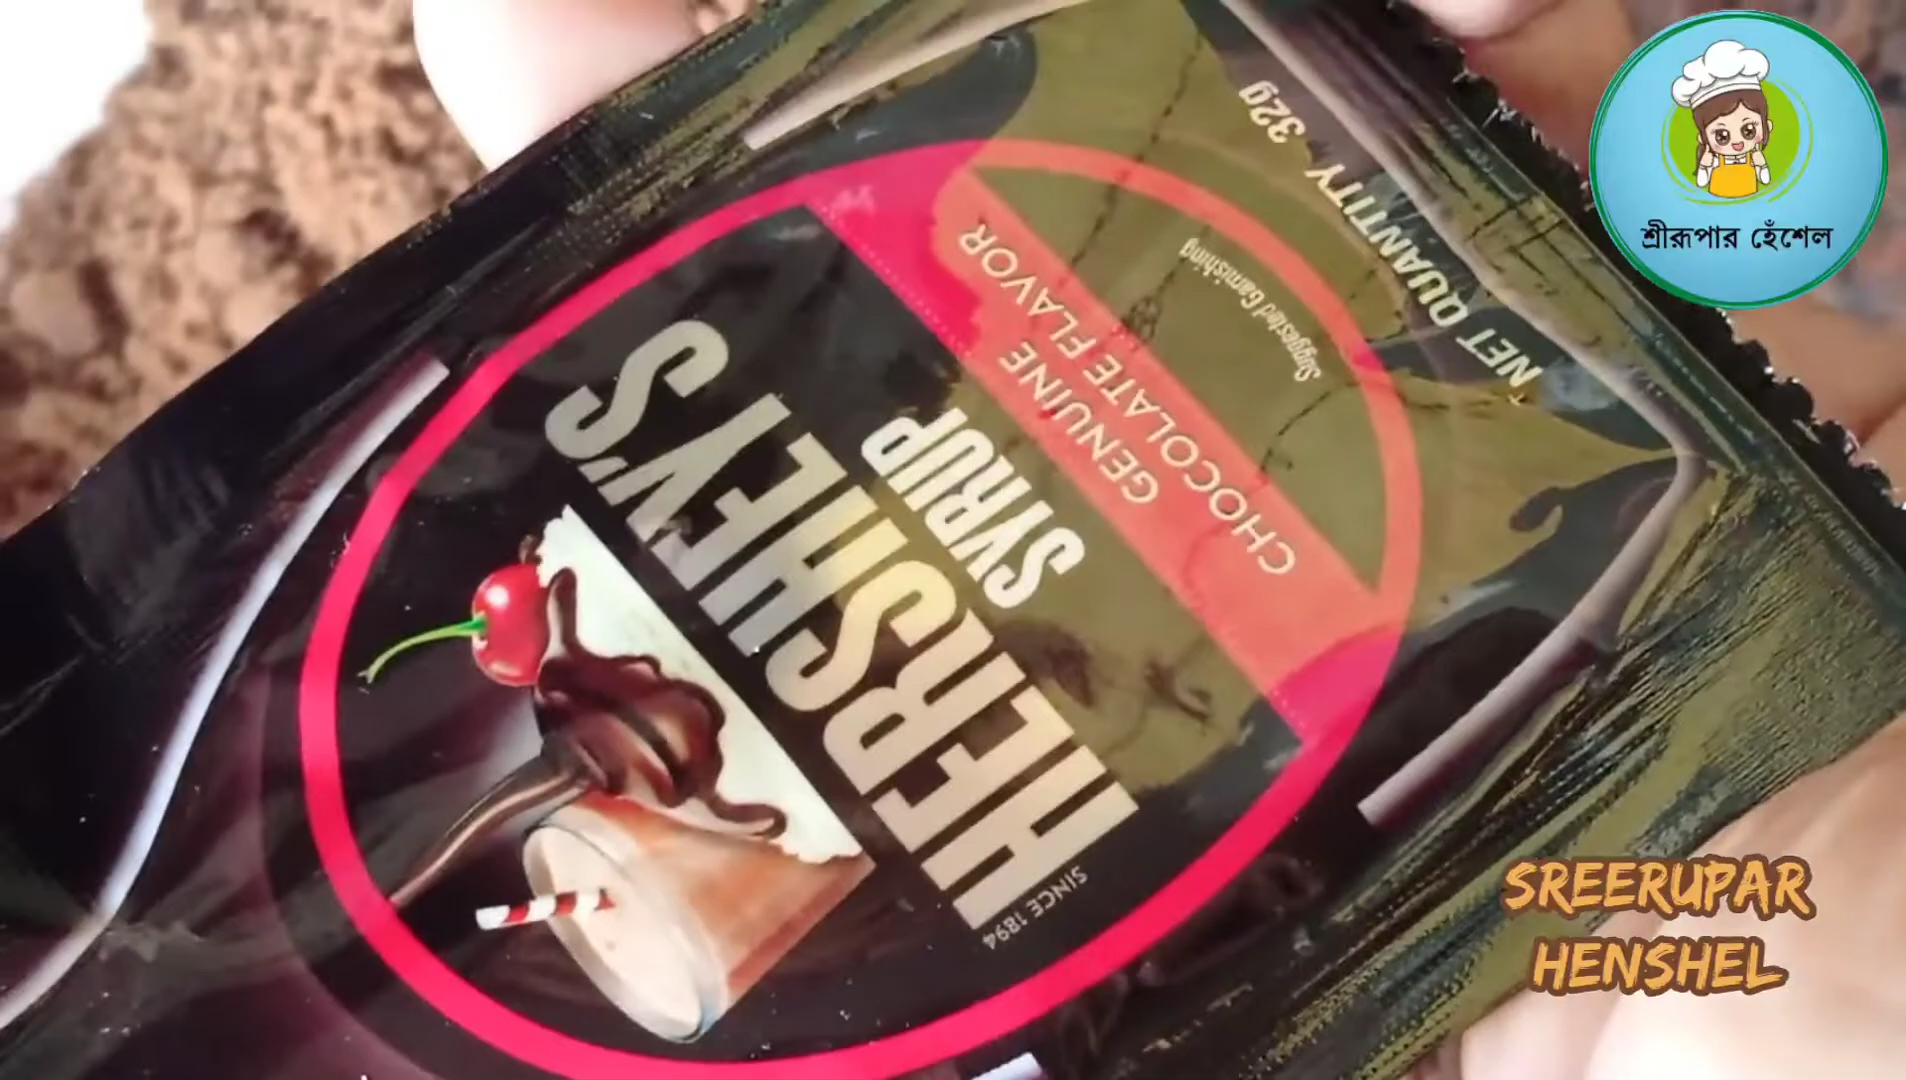 SINCE 1894
HERSHEY'S
SYRUP
GENUINE
CHOCOLATE FLAVOR
Suggested Garnishing
NET QUANTITY 32g
শ্রীরূপার হেঁশেল
SREERUPAR
HENSHEL